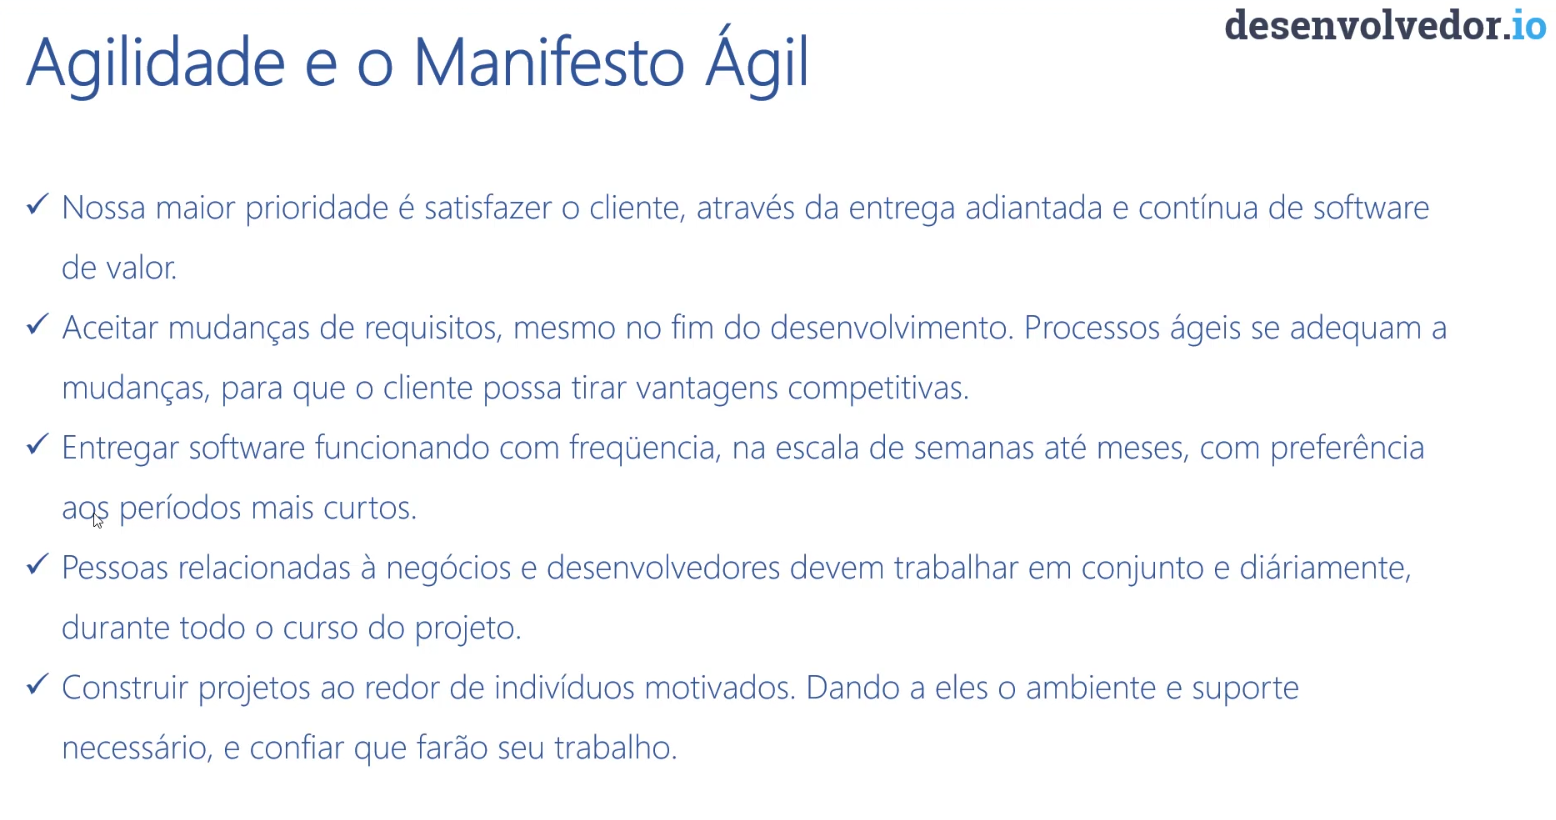 desenvolvedor.io
Agilidade e o Manifesto Ágil
✓ Nossa maior prioridade é satisfazer o cliente, através da entrega adiantada e contínua de software
de valor.
✓ Aceitar mudanças de requisitos, mesmo no fim do desenvolvimento. Processos ágeis se adequam a
mudanças, para que o cliente possa tirar vantagens competitivas.
✓ Entregar software funcionando com freqüencia, na escala de semanas até meses, com preferência
aos períodos mais curtos.
✓ Pessoas relacionadas à negócios e desenvolvedores devem trabalhar em conjunto e diáriamente,
durante todo o curso do projeto.
✓ Construir projetos ao redor de indivíduos motivados. Dando a eles o ambiente e suporte
necessário, e confiar que farão seu trabalho.